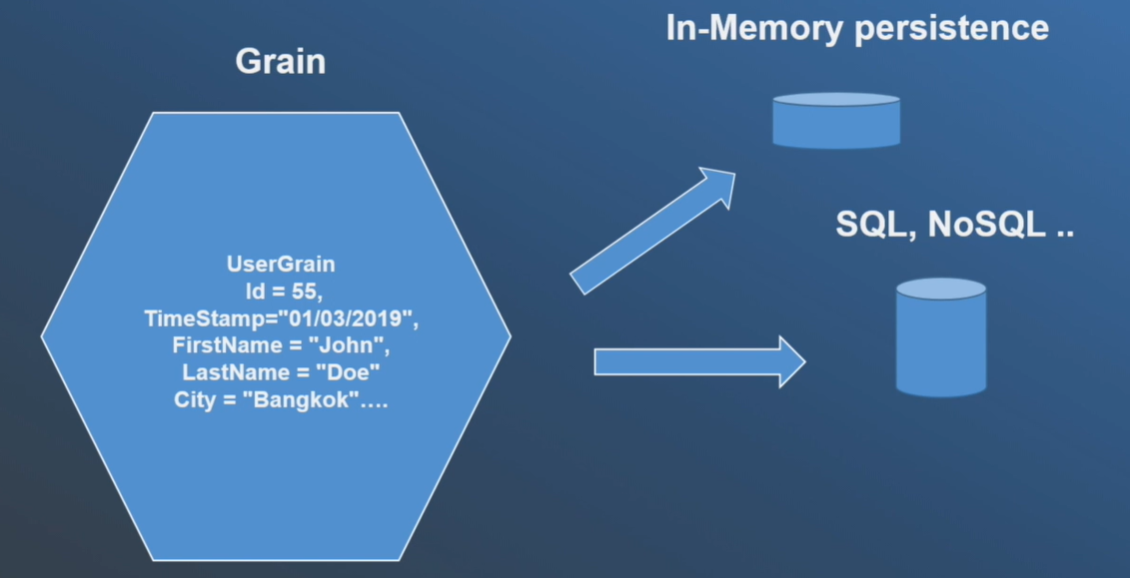 In-Memory persistence
Grain
SQL, NoSQL ..
UserGrain
Id = 55,
TimeStamp="01/03/2019",
FirstName = "John",
LastName = "Doe"
City = "Bangkok"....